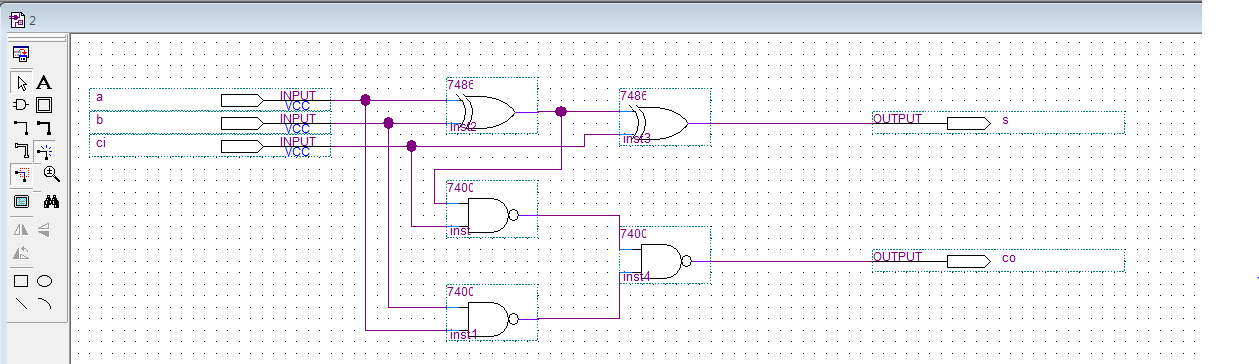 2
A
7486
7486
a INPUT
VCC
b INPUT
VCC
inst2
ci INPUT
VCC
inst3
OUTPUT s
7400
inst
7400
inst4
OUTPUT co
7400
inst1